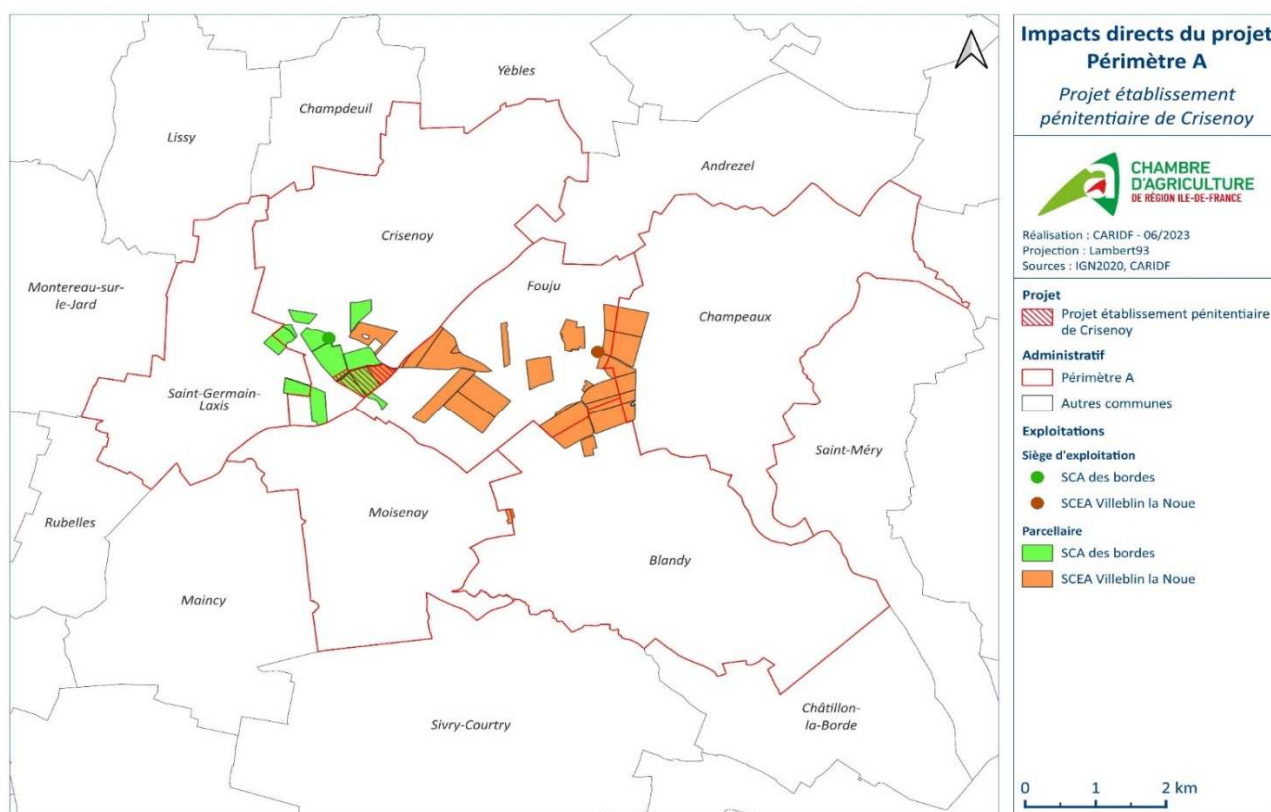 Yèbles
Champdeuil
Lissy
Andrezel
Crisenoy
Montereau-sur-
le-Jard
Fouju
Champeaux
Saint-Germain-
Laxis
Saint-Méry
Rubelles
Moisenay
Blandy
Maincy
Sivry-Courtry
Châtillon-
la-Borde
Impacts directs du projet
Périmètre A
Projet établissement
pénitentiaire de Crisenoy
CHAMBRE
D'AGRICULTURE
DE RÉGION ILE-DE-FRANCE
Réalisation : CARIDF - 06/2023
Projection : Lambert93
Sources : IGN2020, CARIDF
Projet
Projet établissement pénitentiaire
de Crisenoy
Administratif
Périmètre A
Autres communes
Exploitations
Siège d'exploitation
SCA des bordes
SCEA Villeblin la Noue
Parcellaire
SCA des bordes
SCEA Villeblin la Noue
0 1 2 km